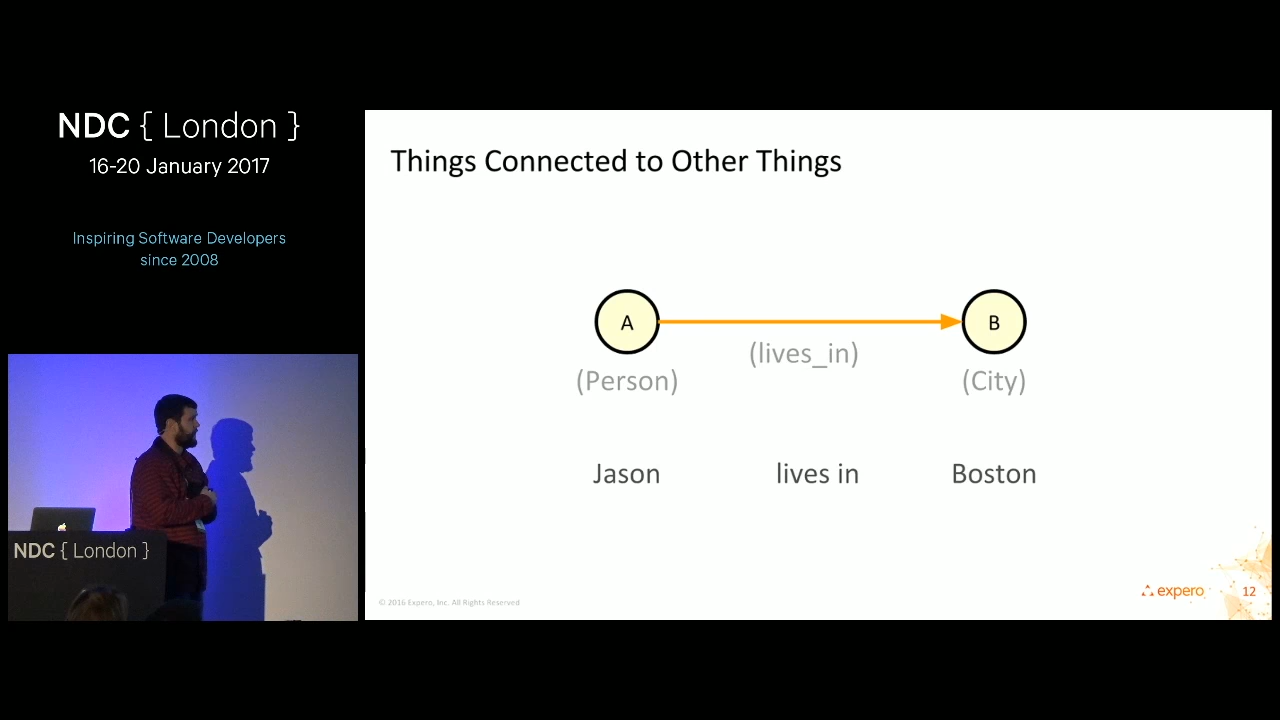 NDC { London }
16-20 January 2017
Inspiring Software Developers
since 2008
NDC { London }
Things Connected to Other Things
A
B
(lives_in)
(Person)
(City)
Jason lives in Boston
© 2016 Expero, Inc. All Rights Reserved
expero
12